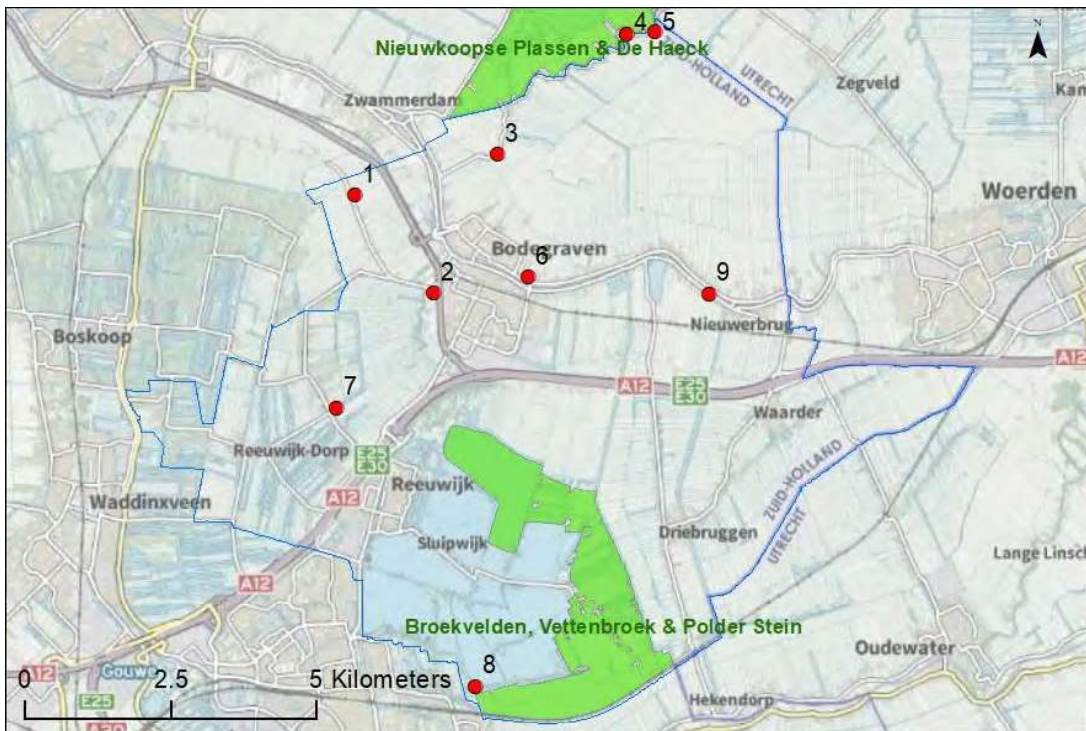 4
5
N
Nieuwkoopse Plassen & De Haeck
UTRECHT
ZUID-HOLLAND
Zegveld
Zwammerdam
3
1
Woerden
Bodegraven
6
2
9
Nieuwerbrug
Boskoop
A12
E25
E30
A12
7
Waarder
Reeuwijk-Dorp
E25
E30
Reeuwijk
A12
ZUID-HOLLAND
UTRECHT
Waddinxveen
Driebruggen
Sluipwijk
Lange Linsch
A12
Broekvelden, Vettenbroek & Polder Stein
Oudewater
8
A12
Gouwe
0 2.5 5 Kilometers
Hekendorp
E25
A20